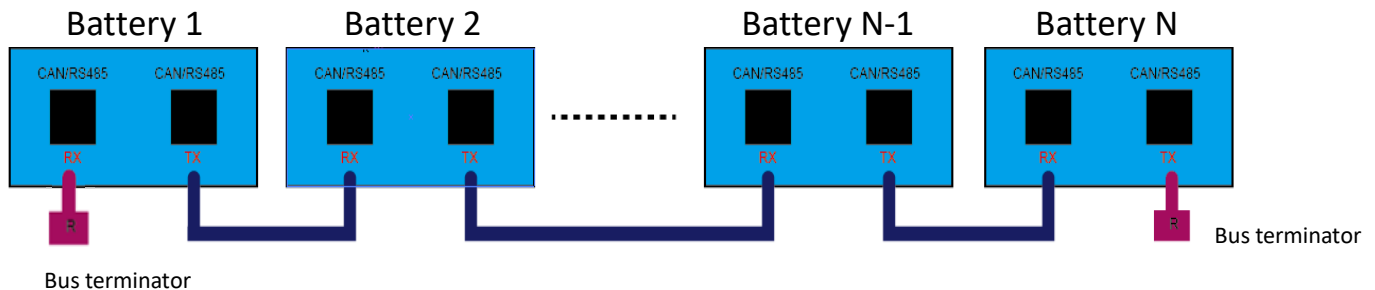 Battery 1
Battery 2
Battery N-1
Battery N
CAN/RS485 CAN/RS485
CAN/RS485 CAN/RS485
CAN/RS485 CAN/RS485
CAN/RS485 CAN/RS485
RX TX
RX TX
RX TX
RX TX
R
R
Bus terminator
Bus terminator